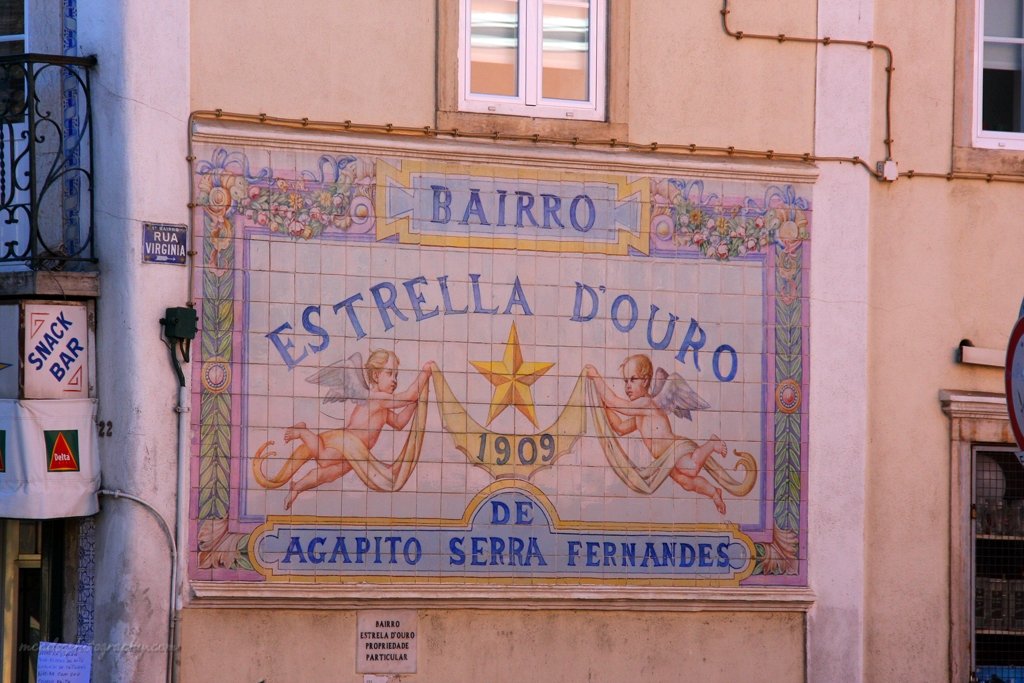 BAIRRO
ESTRELLA D'OURO
1909
DE
AGAPITO SERRA FERNANDES
RUA
VIRGINIA
SNACK
BAR
Delta
22
BAIRRO
ESTRELA D'OURO
PROPRIEDADE
PARTICULAR